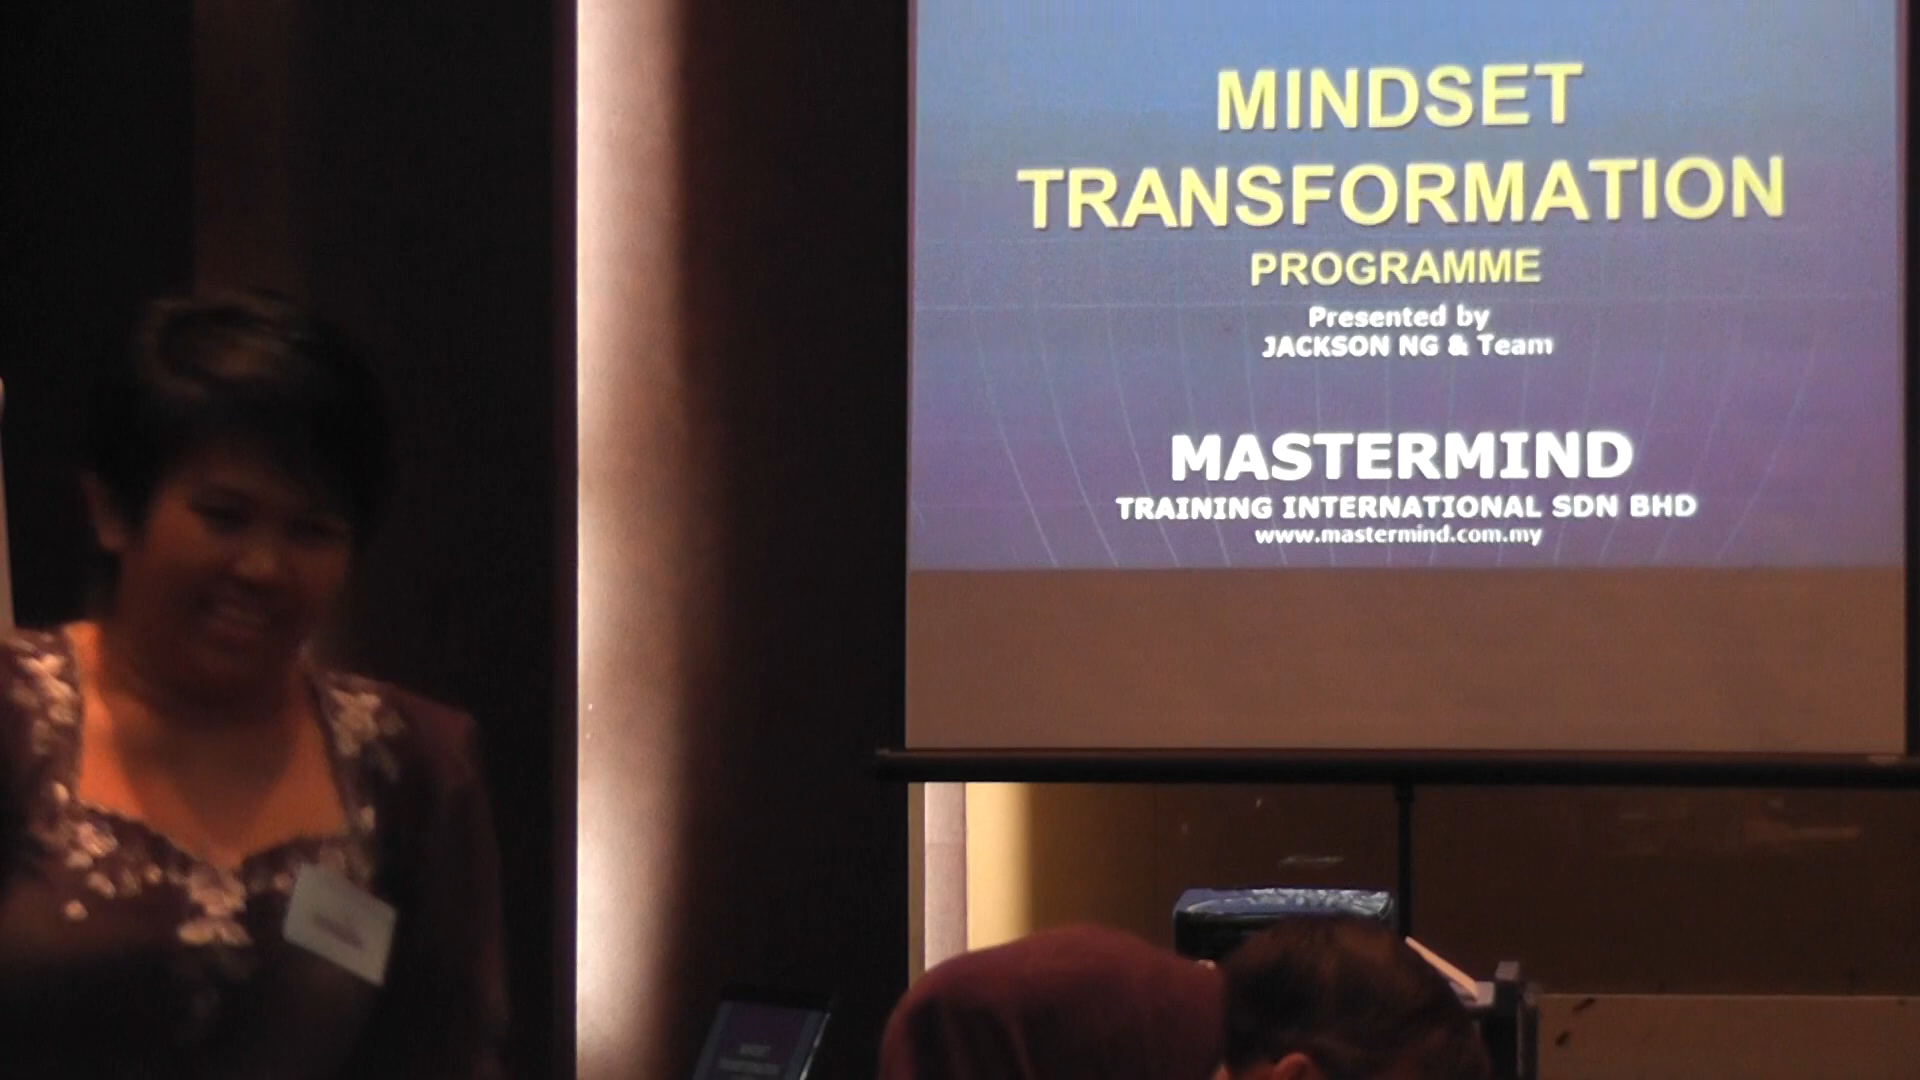 MINDSET
TRANSFORMATION
PROGRAMME
Presented by
JACKSON NG & Team
MASTERMIND
TRAINING INTERNATIONAL SDN BHD
www.mastermind.com.my